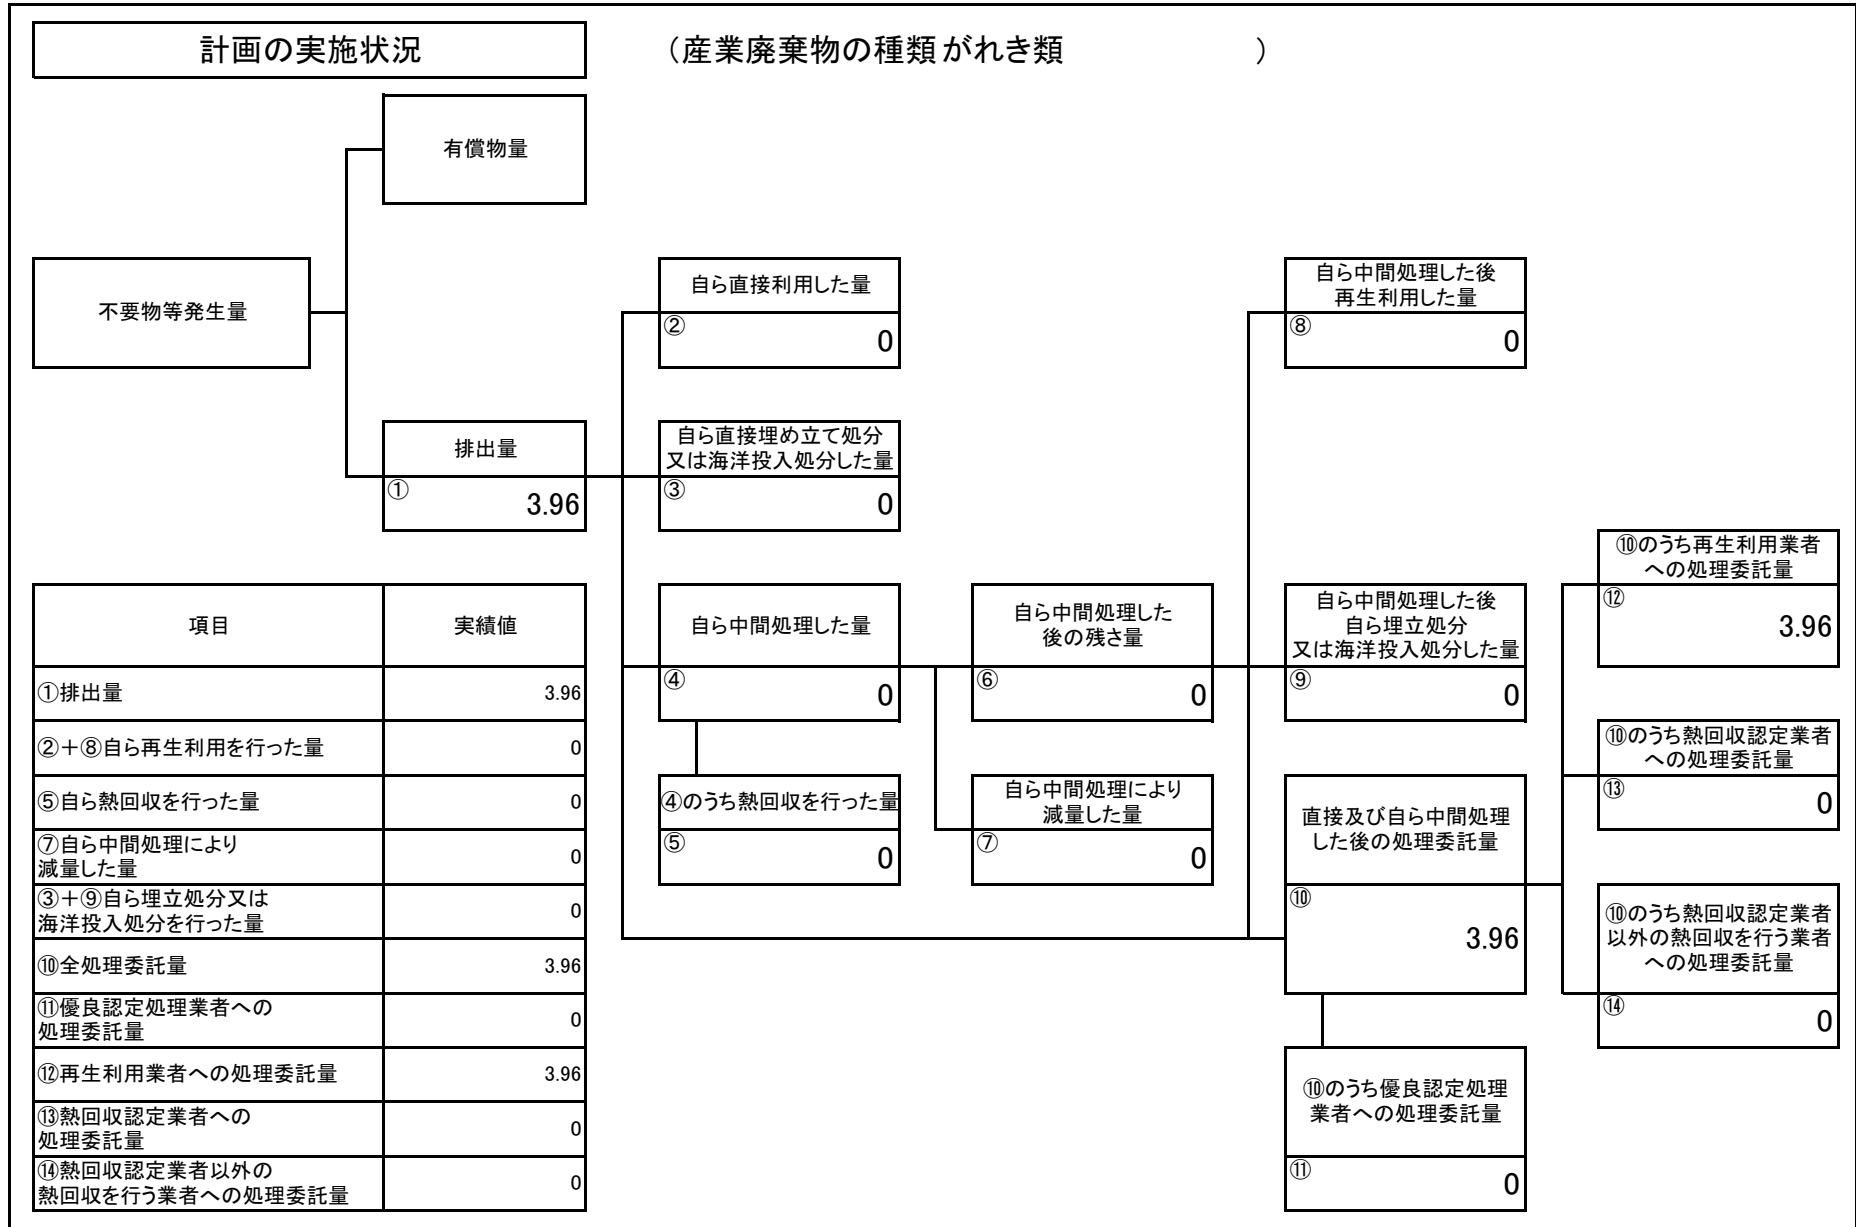 計画の実施状況
（産業廃棄物の種類 がれき類　　　　　）
有償物量
不要物等発生量
排出量
①
3.96
自ら直接利用した量
②
0
自ら直接埋め立て処分
又は海洋投入処分した量
③
0
自ら中間処理した量
④
0
④のうち熱回収を行った量
⑤
0
自ら中間処理した
後の残さ量
⑥
0
自ら中間処理により
減量した量
⑦
0
自ら中間処理した後
再生利用した量
⑧
0
自ら中間処理した後
自ら埋立処分
又は海洋投入処分した量
⑨
0
直接及び自ら中間処理
した後の処理委託量
⑩
3.96
⑩のうち優良認定処理
業者への処理委託量
⑪
0
⑩のうち再生利用業者
への処理委託量
⑫
3.96
⑩のうち熱回収認定業者
への処理委託量
⑬
0
⑩のうち熱回収認定業者
以外の熱回収を行う業者
への処理委託量
⑭
0
項目 実績値
①排出量 3.96
②＋⑧自ら再生利用を行った量 0
⑤自ら熱回収を行った量 0
⑦自ら中間処理により
減量した量 0
③＋⑨自ら埋立処分又は
海洋投入処分を行った量 0
⑩全処理委託量 3.96
⑪優良認定処理業者への
処理委託量 0
⑫再生利用業者への処理委託量 3.96
⑬熱回収認定業者への
処理委託量 0
⑭熱回収認定業者以外の
熱回収を行う業者への処理委託量 0